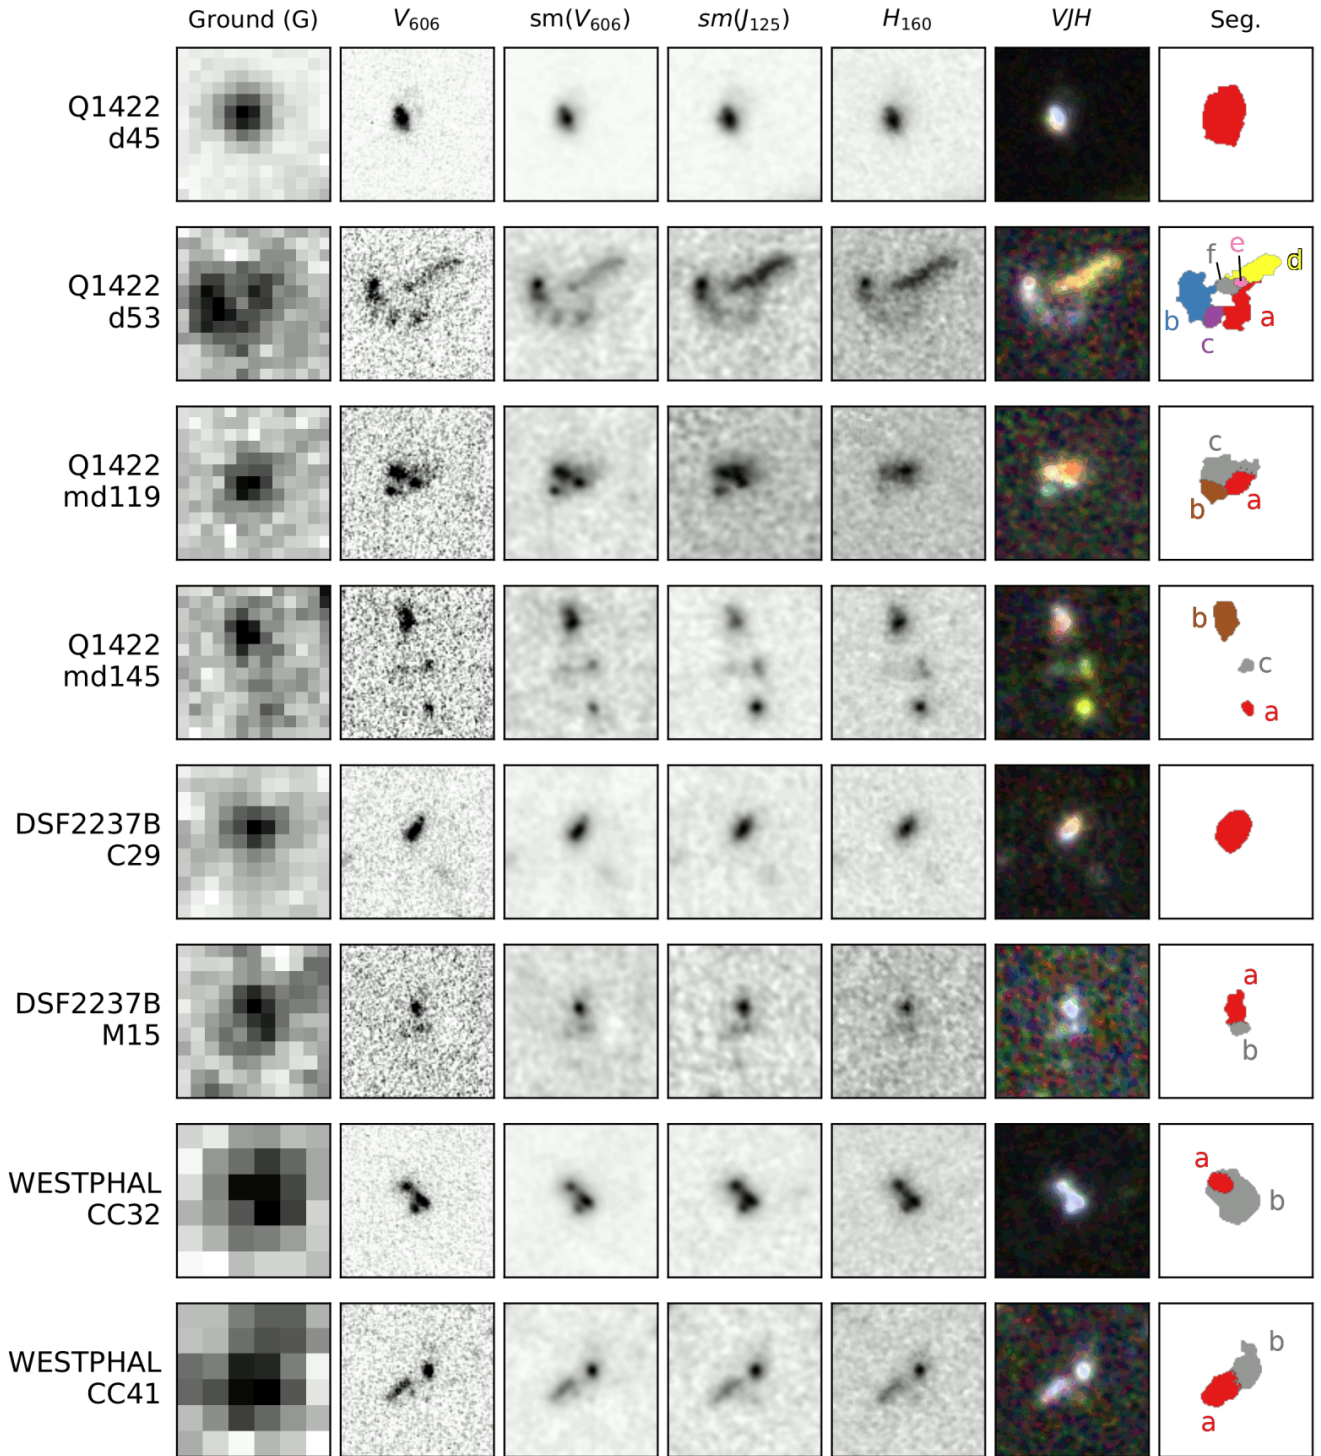 Ground (G) V606 sm(V606) sm(J125) H160 VJH Seg.
Q1422
d45
Q1422
d53
f e d
b c a
Q1422
md119
c
b a
Q1422
md145
b
c
a
DSF2237B
C29
DSF2237B
M15
a
b
WESTPHAL
CC32
a
b
WESTPHAL
CC41
b
a